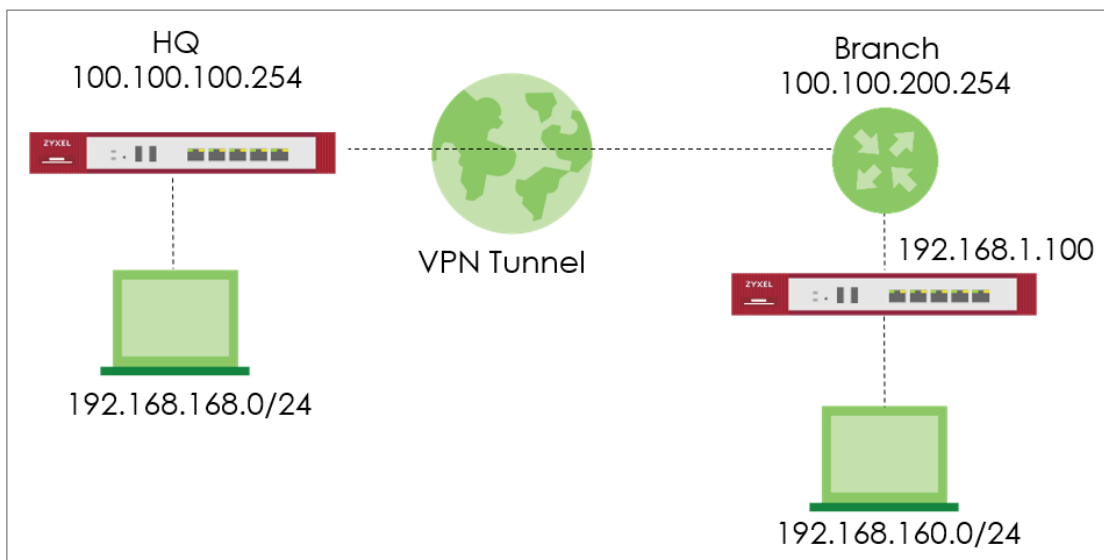 HQ
100.100.100.254
Branch
100.100.200.254
ZYXEL
VPN Tunnel
192.168.1.100
ZYXEL
192.168.168.0/24
192.168.160.0/24